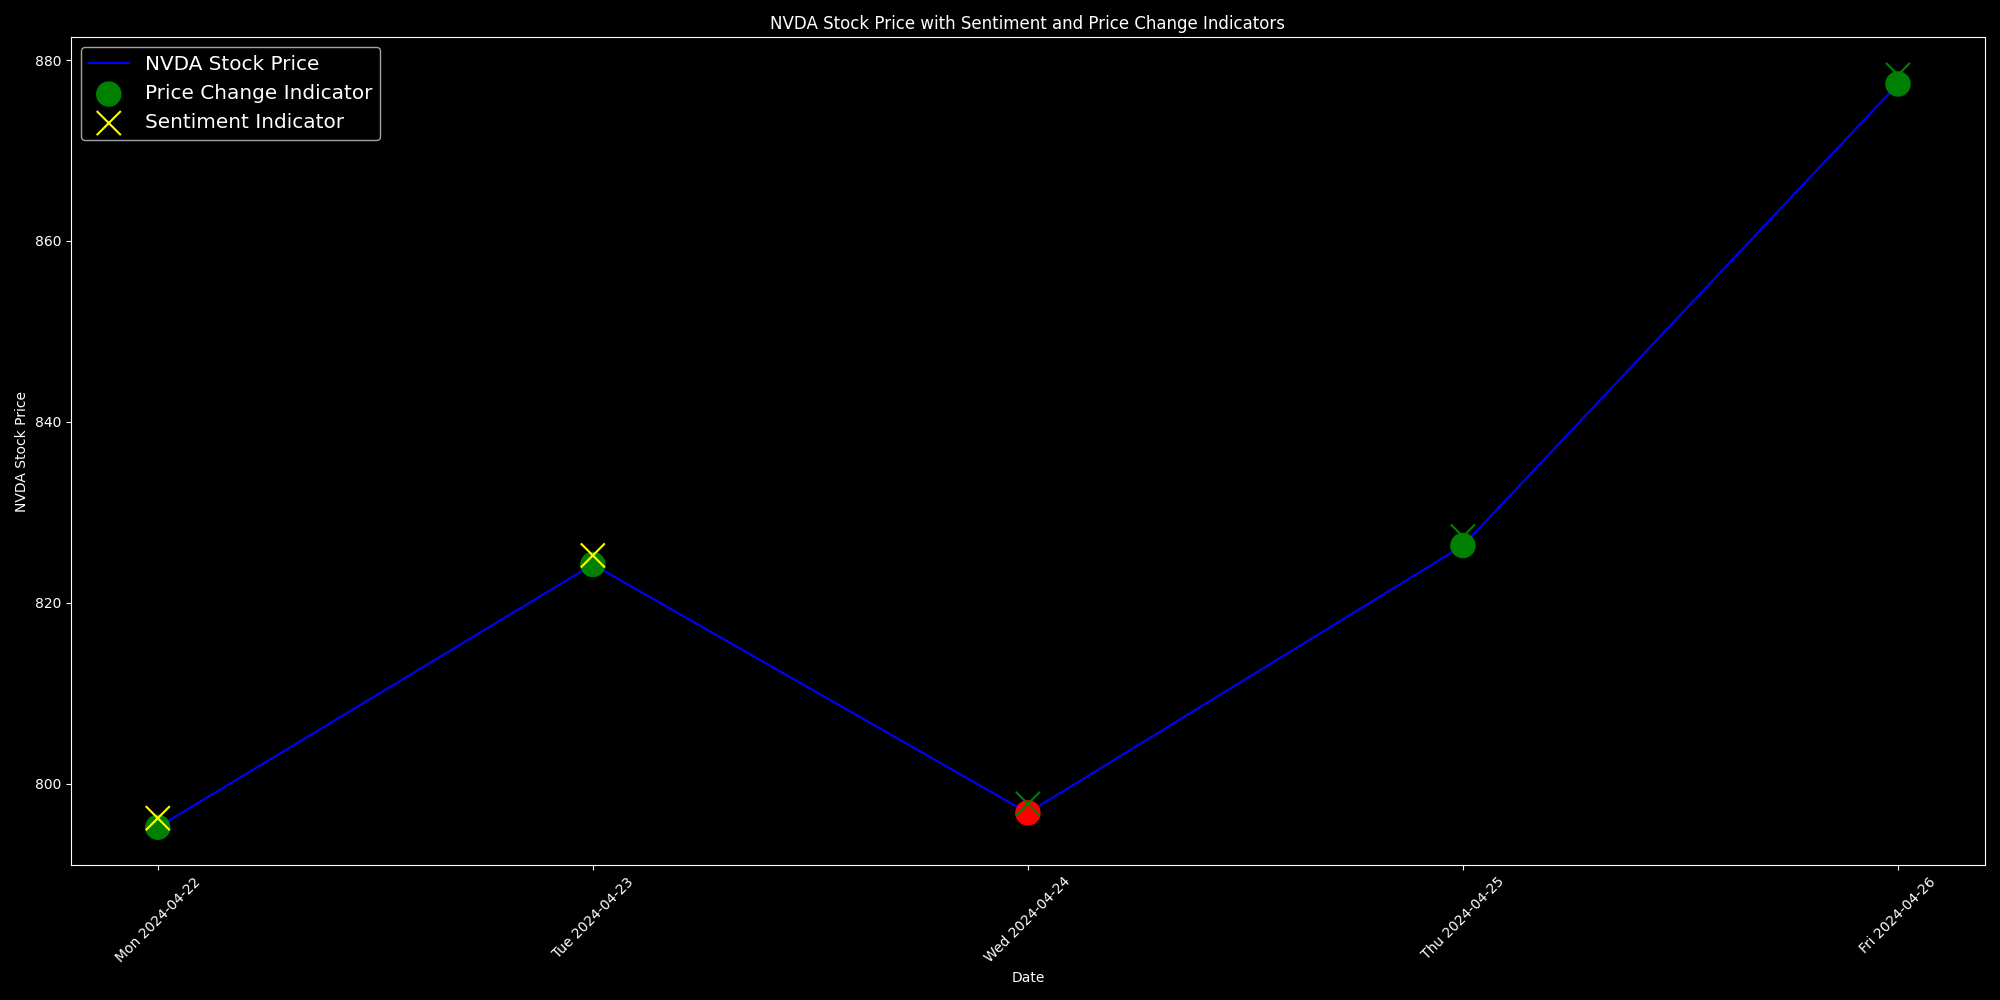 NVDA Stock Price with Sentiment and Price Change Indicators
NVDA Stock Price
Price Change Indicator
Sentiment Indicator
880
860
840
820
800
NVDA Stock Price
Mon 2024-04-22
Tue 2024-04-23
Wed 2024-04-24
Thu 2024-04-25
Fri 2024-04-26
Date